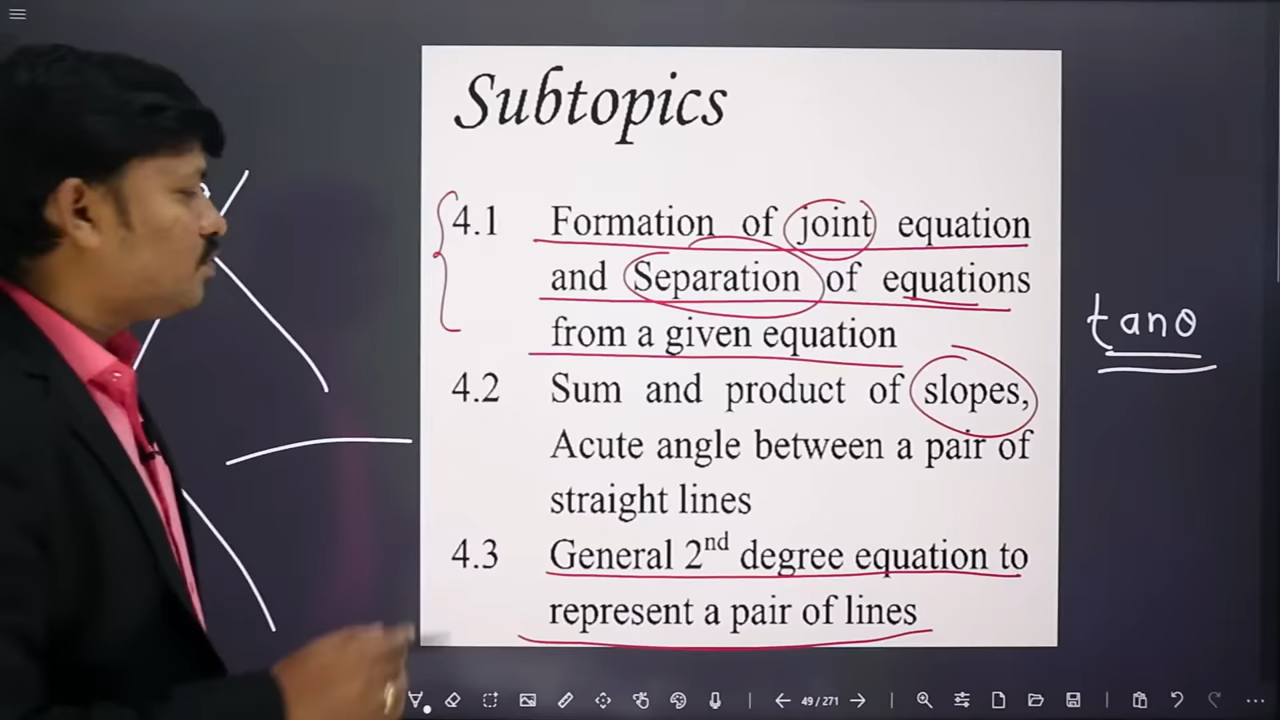 Subtopics
4.1 Formation of joint equation
and Separation of equations
from a given equation
4.2 Sum and product of slopes,
Acute angle between a pair of
straight lines
4.3 General 2nd degree equation to
represent a pair of lines
tanθ
49/271